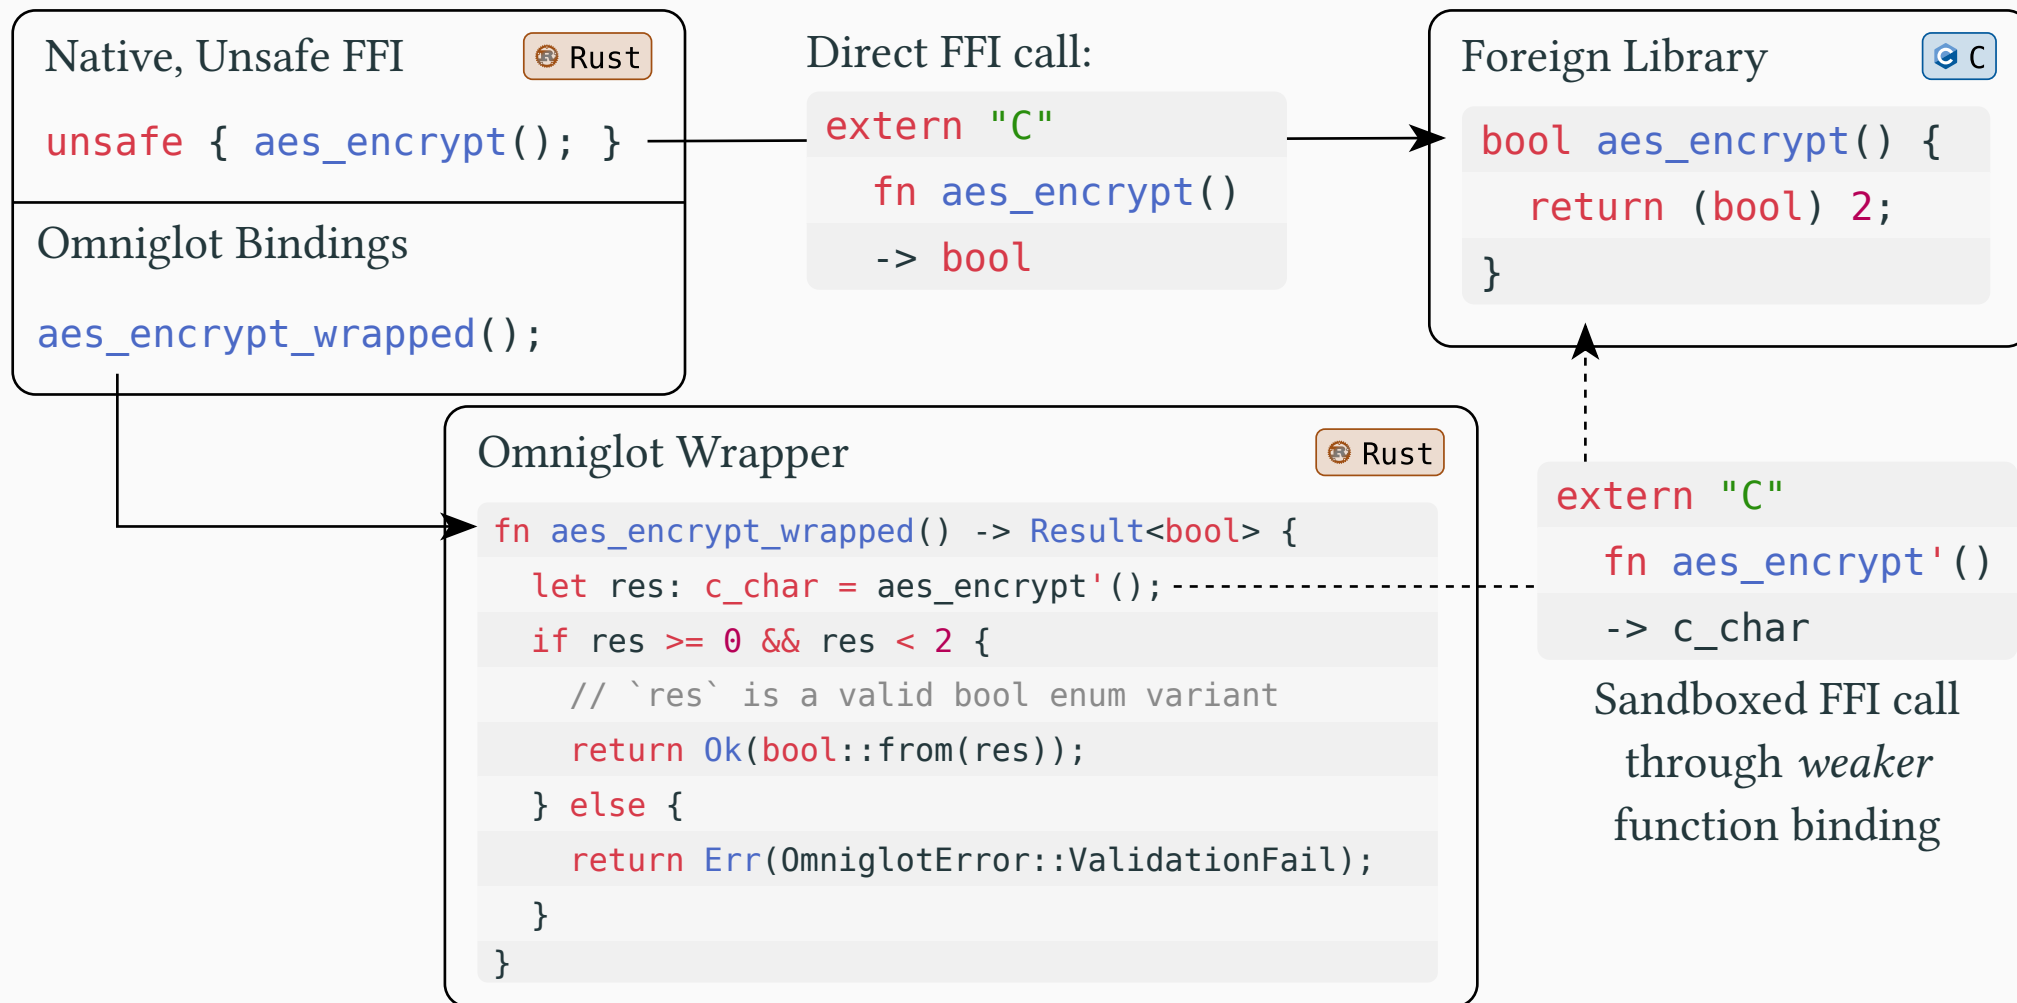 Native, Unsafe FFI
Rust
unsafe { aes_encrypt(); }
Omniglot Bindings
aes_encrypt_wrapped();
Direct FFI call:
extern "C"
  fn aes_encrypt()
  -> bool
Foreign Library
C
bool aes_encrypt() {
  return (bool) 2;
}
Omniglot Wrapper
Rust
fn aes_encrypt_wrapped() -> Result<bool> {
  let res: c_char = aes_encrypt'();
  if res >= 0 && res < 2 {
    // `res` is a valid bool enum variant
    return Ok(bool::from(res));
  } else {
    return Err(OmniglotError::ValidationFail);
  }
}
extern "C"
  fn aes_encrypt'()
  -> c_char
Sandboxed FFI call
through weaker
function binding